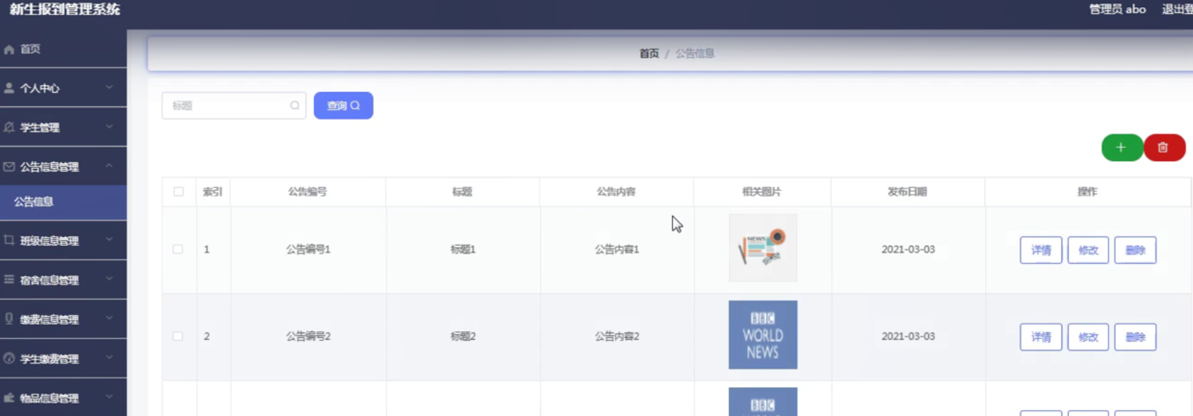 新生报到管理系统
管理员 abo 退出登
首页
首页 / 公告信息
个人中心
标题
查询
学生管理
公告信息管理
公告信息
索引 公告编号 标题 公告内容 相关图片 发布日期 操作
班级信息管理
1 公告编号1 标题1 公告内容1 NEWS 2021-03-03 详情 修改 删除
宿舍信息管理
缴费信息管理
2 公告编号2 标题2 公告内容2 BBC WORLD NEWS 2021-03-03 详情 修改 删除
学生缴费管理
物品信息管理
BBC